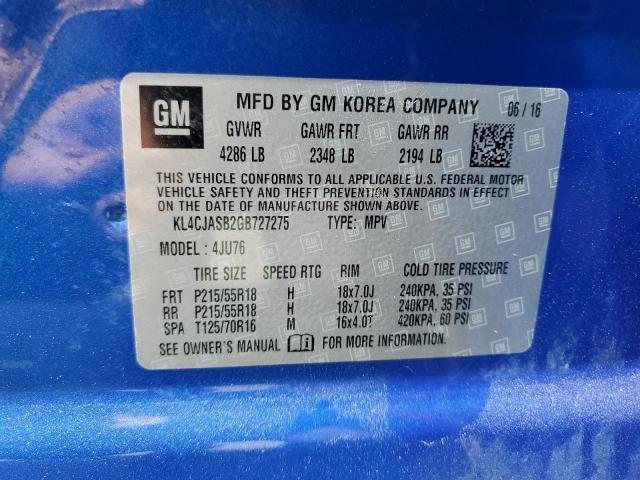 GM
MFD BY GM KOREA COMPANY 06/16
GVWR GAWR FRT GAWR RR
4286 LB 2348 LB 2194 LB
THIS VEHICLE CONFORMS TO ALL APPLICABLE U.S. FEDERAL MOTOR
VEHICLE SAFETY AND THEFT PREVENTION STANDARDS IN EFFECT
ON THE DATE OF MANUFACTURE SHOWN ABOVE.
KL4CJASB2GB727275 TYPE: MPV
MODEL : 4JU76
TIRE SIZE SPEED RTG RIM COLD TIRE PRESSURE
FRT P215/55R18 H 18x7.0J 240KPA, 35 PSI
RR P215/55R18 H 18x7.0J 240KPA, 35 PSI
SPA T125/70R16 M 16x4.0T 420KPA, 60 PSI
SEE OWNER'S MANUAL FOR MORE INFORMATION.